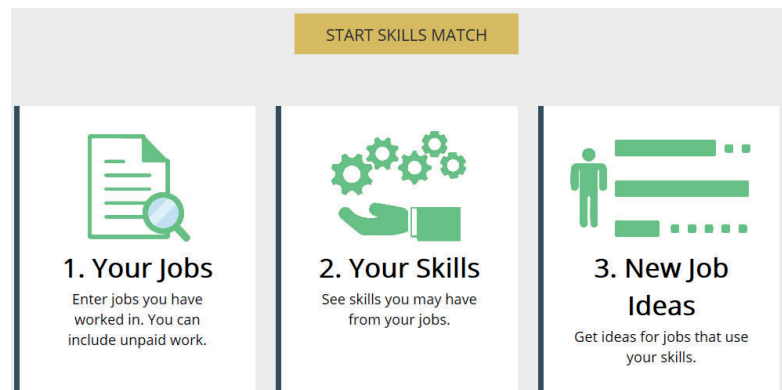 START SKILLS MATCH
1. Your Jobs
Enter jobs you have
worked in. You can
include unpaid work.
2. Your Skills
See skills you may have
from your jobs.
3. New Job
Ideas
Get ideas for jobs that use
your skills.